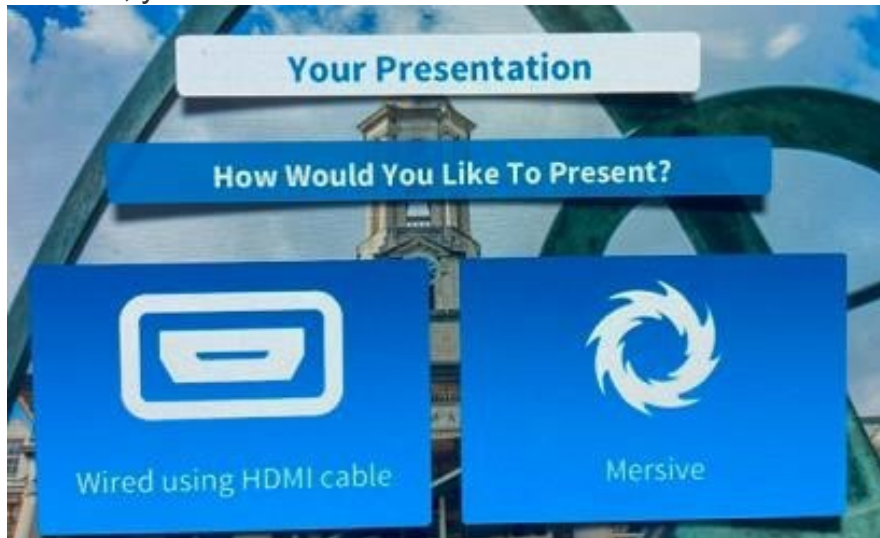 Your Presentation
How Would You Like To Present?
Wired using HDMI cable
Mersive